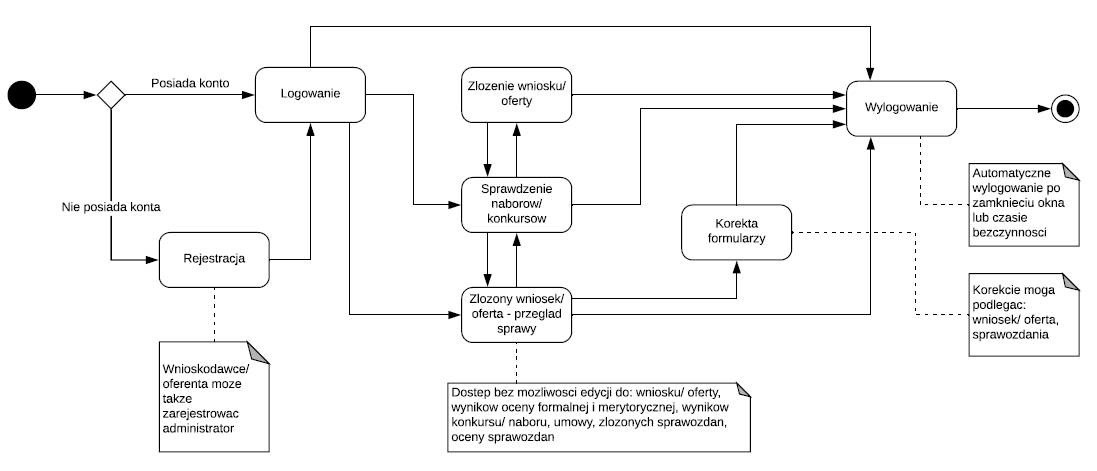 Posiada konto
Logowanie
Zlozenie wniosku/
oferty
Wylogowanie
Nie posiada konta
Rejestracja
Sprawdzenie
naborow/
konkursow
Korekta
formularzy
Zlozony wniosek/
oferta - przeglad
sprawy
Automatyczne
wylogowanie po
zamknieciu okna
lub czasie
bezczynnosci
Korekcie moga
podlegac:
wniosek/ oferta,
sprawozdania
Wnioskodawce/
oferenta moze
takze
zarejestrowac
administrator
Dostep bez mozliwosci edycji do: wniosku/ oferty,
wynikow oceny formalnej i merytorycznej, wynikow
konkursu/ naboru, umowy, zlozonych sprawozdan,
oceny sprawozdan